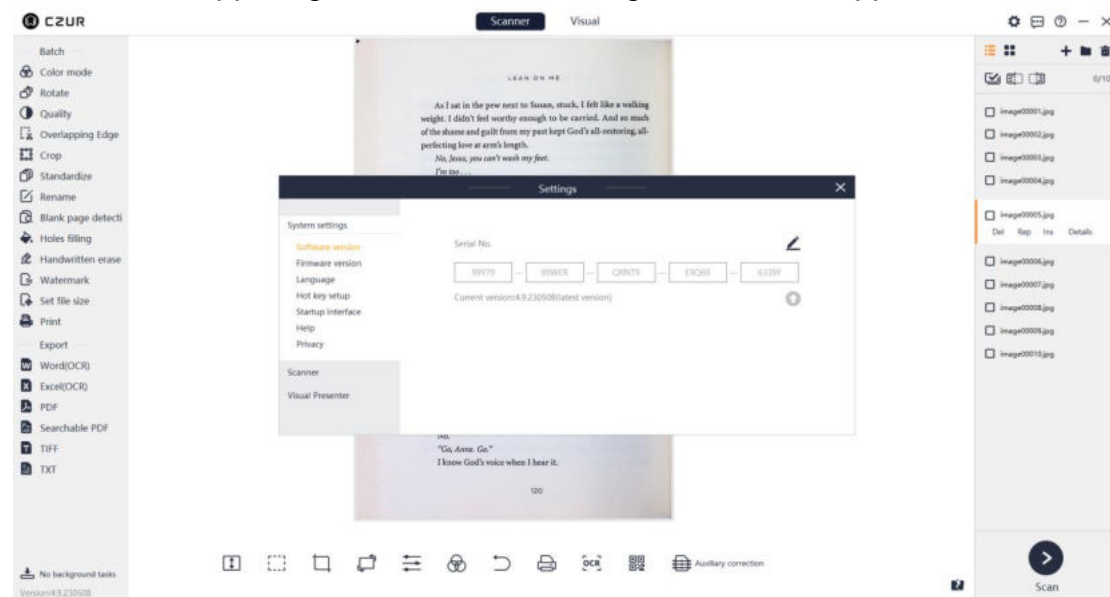 CZUR
Scanner
Visual
Batch
Color mode
Rotate
Quality
Overlapping Edge
Crop
Standardize
Rename
Blank page detecti
Holes filling
Handwritten erase
Watermark
Set file size
Print
Export
Word(OCR)
Excel(OCR)
PDF
Searchable PDF
TIFF
TXT
No background tasks
Version:4.9.230508
LEAN ON ME
As I sat in the pew next to Susan, stuck, I felt like a walking
weight. I didn't feel worthy enough to be carried. And so much
of the shame and guilt from my past kept God's all-restoring, all-
perfecting love at arm's length.
No, Jesus, you can't wash my feet.
I'm too . . .
Settings
System settings
Software version
Firmware version
Language
Hot key setup
Startup Interface
Help
Privacy
Scanner
Visual Presenter
Serial No.
Current version:4.9.230508(latest version)
No.
"Go, Anne. Go."
I know God's voice when I hear it.
120
OCR
Auxiliary correction
0/10
image00001.jpg
image00002.jpg
image00003.jpg
image00004.jpg
image00005.jpg
Del Rep Ins Details
image00006.jpg
image00007.jpg
image00008.jpg
image00009.jpg
image00010.jpg
Scan